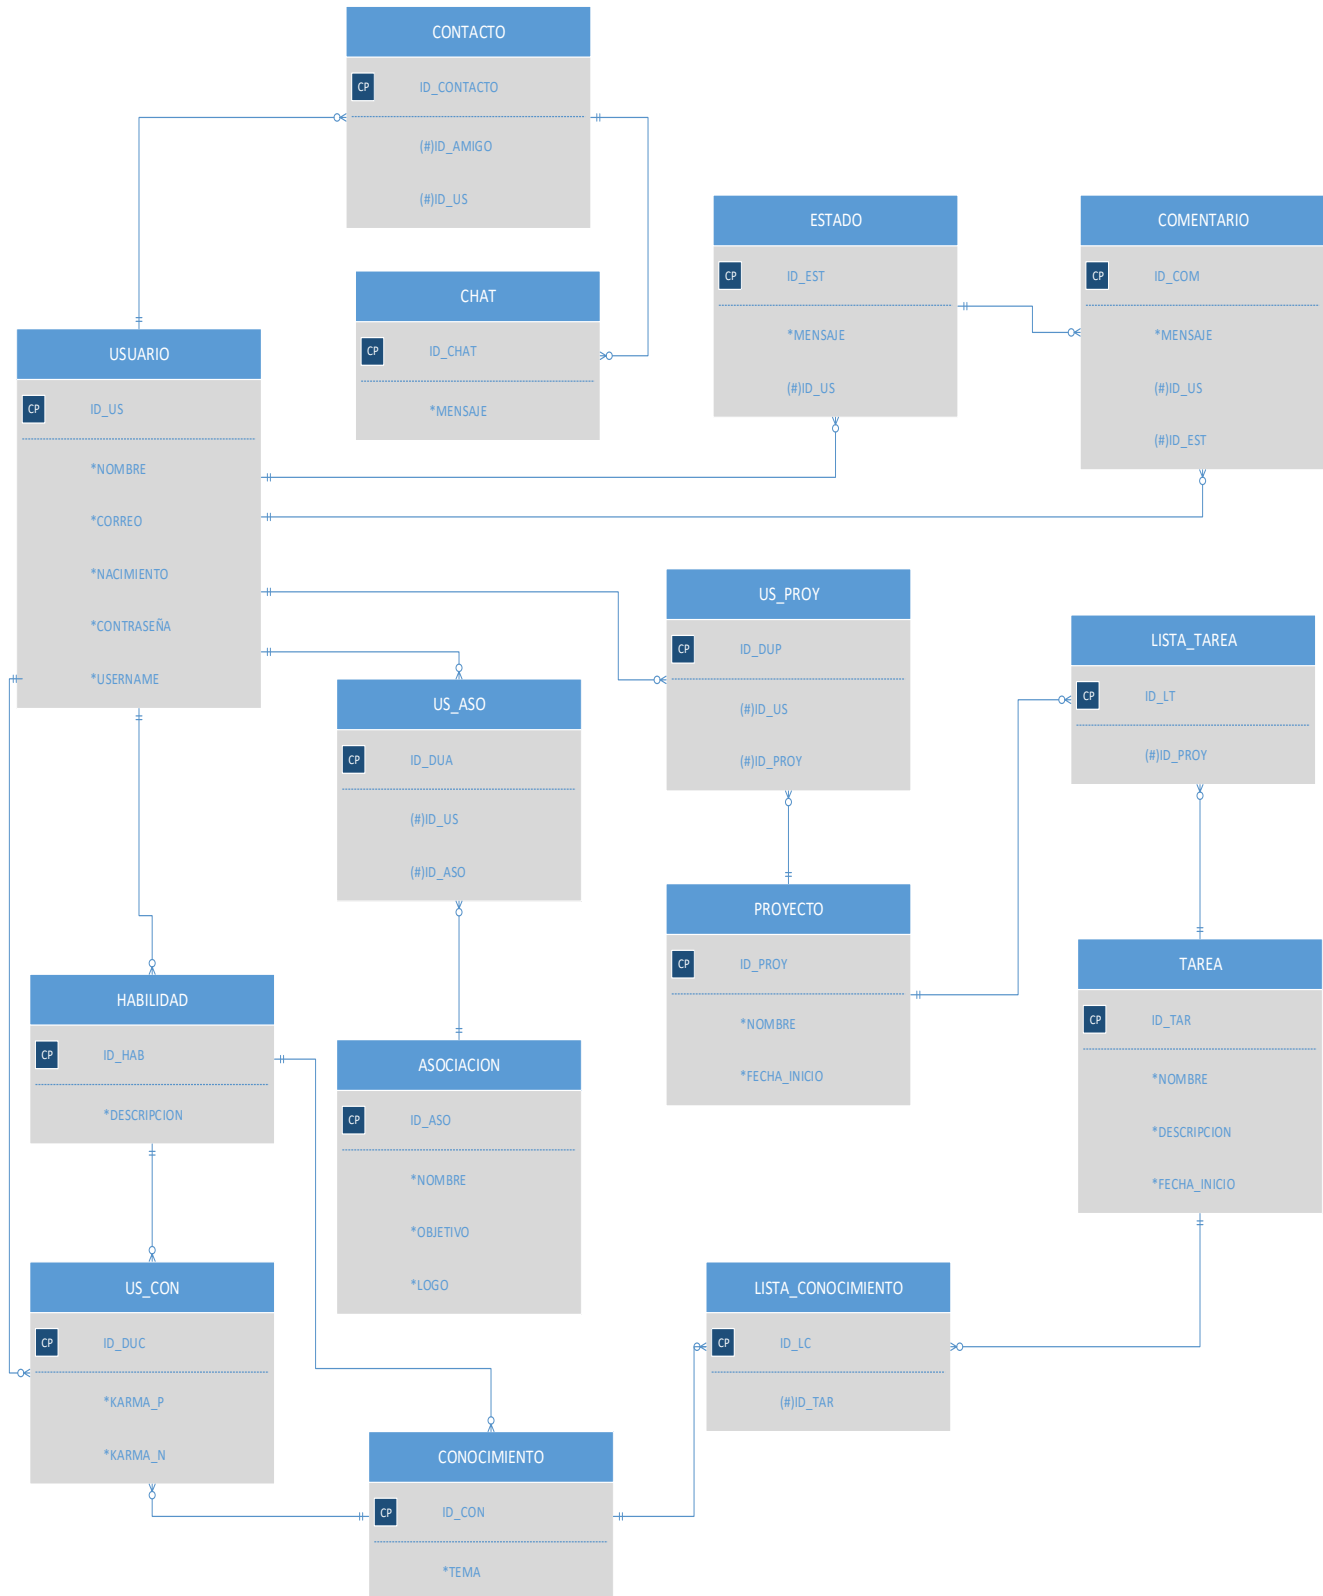 CONTACTO
CP ID_CONTACTO
(#)ID_AMIGO
(#)ID_US
ESTADO
CP ID_EST
*MENSAJE
(#)ID_US
COMENTARIO
CP ID_COM
*MENSAJE
(#)ID_US
(#)ID_EST
CHAT
CP ID_CHAT
*MENSAJE
USUARIO
CP ID_US
*NOMBRE
*CORREO
*NACIMIENTO
*CONTRASEÑA
*USERNAME
US_PROY
CP ID_DUP
(#)ID_US
(#)ID_PROY
LISTA_TAREA
CP ID_LT
(#)ID_PROY
US_ASO
CP ID_DUA
(#)ID_US
(#)ID_ASO
PROYECTO
CP ID_PROY
*NOMBRE
*FECHA_INICIO
TAREA
CP ID_TAR
*NOMBRE
*DESCRIPCION
*FECHA_INICIO
HABILIDAD
CP ID_HAB
*DESCRIPCION
ASOCIACION
CP ID_ASO
*NOMBRE
*OBJETIVO
*LOGO
US_CON
CP ID_DUC
*KARMA_P
*KARMA_N
LISTA_CONOCIMIENTO
CP ID_LC
(#)ID_TAR
CONOCIMIENTO
CP ID_CON
*TEMA